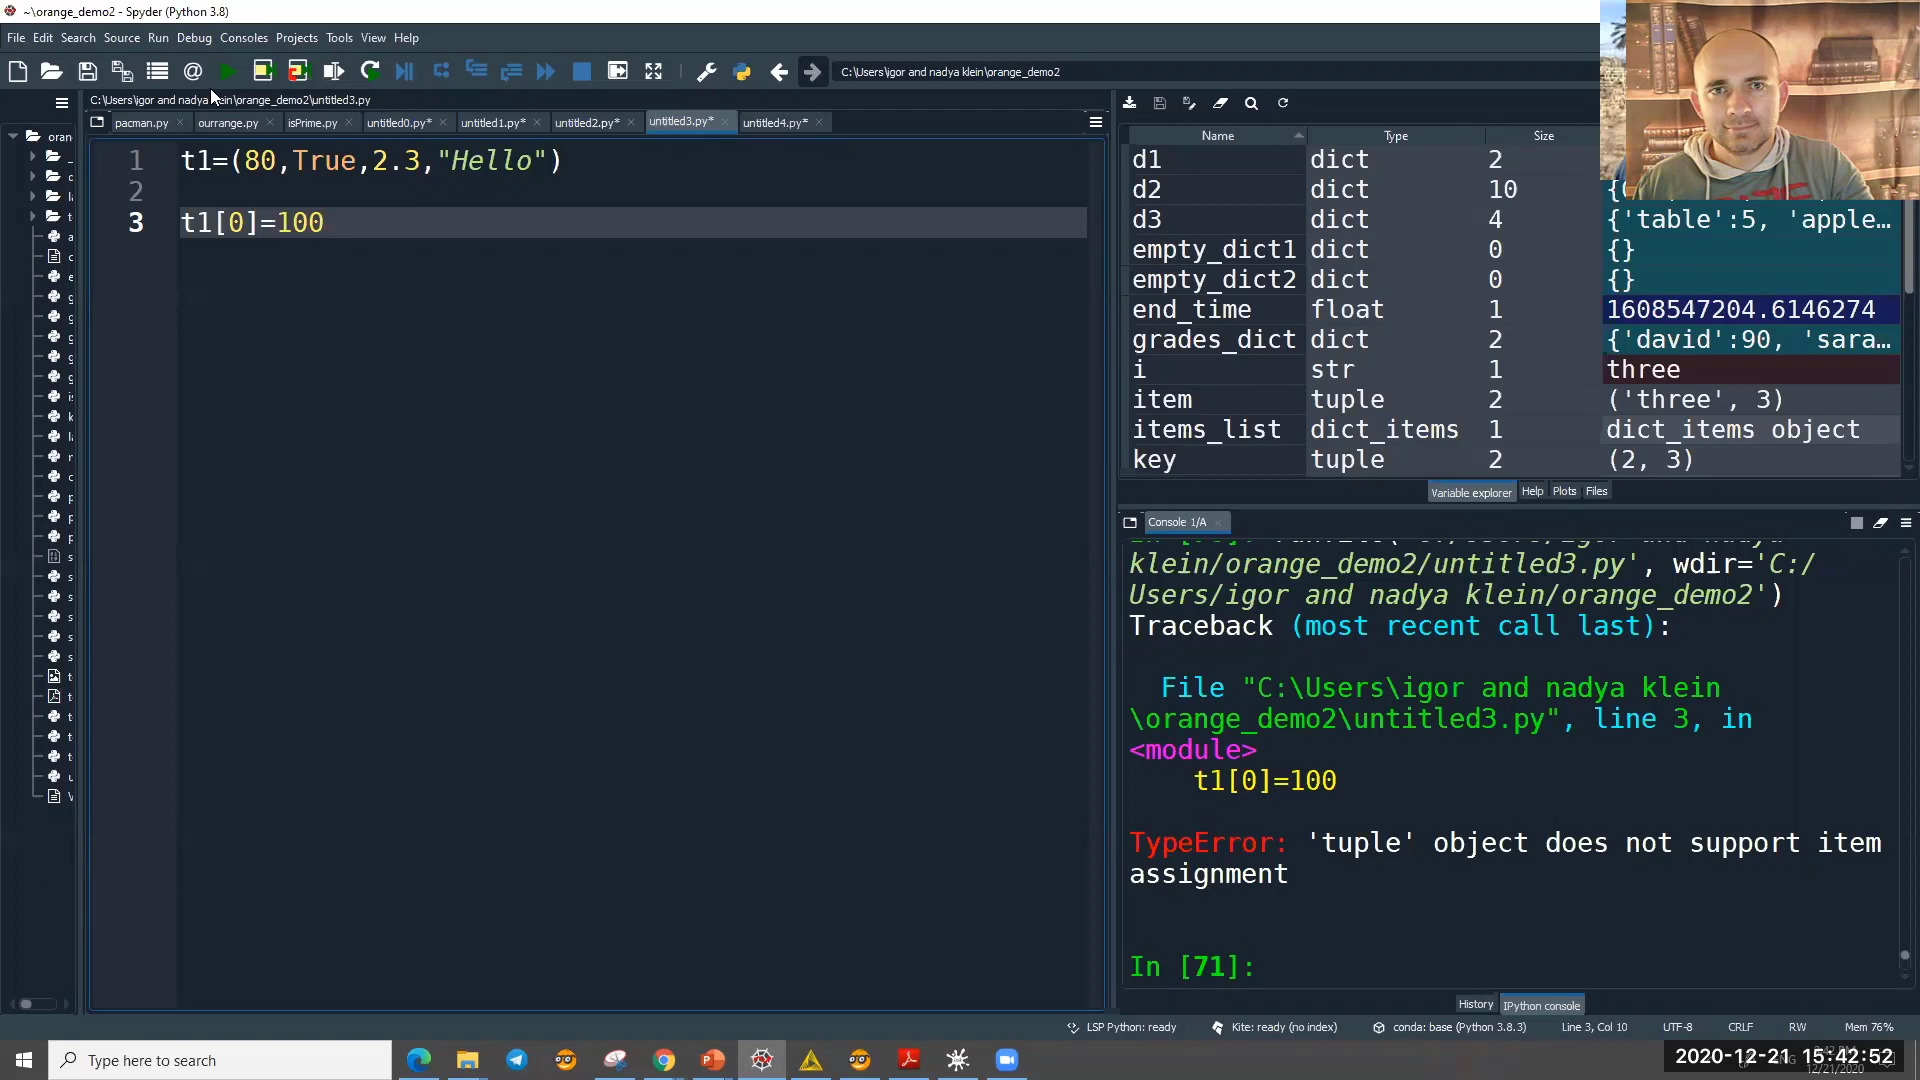 ~\orange_demo2 - Spyder (Python 3.8)
File Edit Search Source Run Debug Consoles Projects Tools View Help
C:\Users\igor and nadya klein\orange_demo2
C:\Users\igor and nadya klein\orange_demo2\untitled3.py
pacman.py ourrange.py isPrime.py untitled0.py* untitled1.py* untitled2.py* untitled3.py* untitled4.py*
oran
1 t1=(80,True,2.3,"Hello")
2
3 t1[0]=100
Name Type Size
d1 dict 2
d2 dict 10
d3 dict 4 {'table':5, 'apple…
empty_dict1 dict 0 {}
empty_dict2 dict 0 {}
end_time float 1 1608547204.6146274
grades_dict dict 2 {'david':90, 'sara…
i str 1 three
item tuple 2 ('three', 3)
items_list dict_items 1 dict_items object
key tuple 2 (2, 3)
Variable explorer Help Plots Files
Console 1/A
klein/orange_demo2/untitled3.py', wdir='C:/
Users/igor and nadya klein/orange_demo2')
Traceback (most recent call last):
File "C:\Users\igor and nadya klein
\orange_demo2\untitled3.py", line 3, in
<module>
t1[0]=100
TypeError: 'tuple' object does not support item
assignment
In [71]:
History IPython console
LSP Python: ready Kite: ready (no index) conda: base (Python 3.8.3) Line 3, Col 10 UTF-8 CRLF RW Mem 76%
Type here to search
2020-12-21 15:42:52
12/21/2020